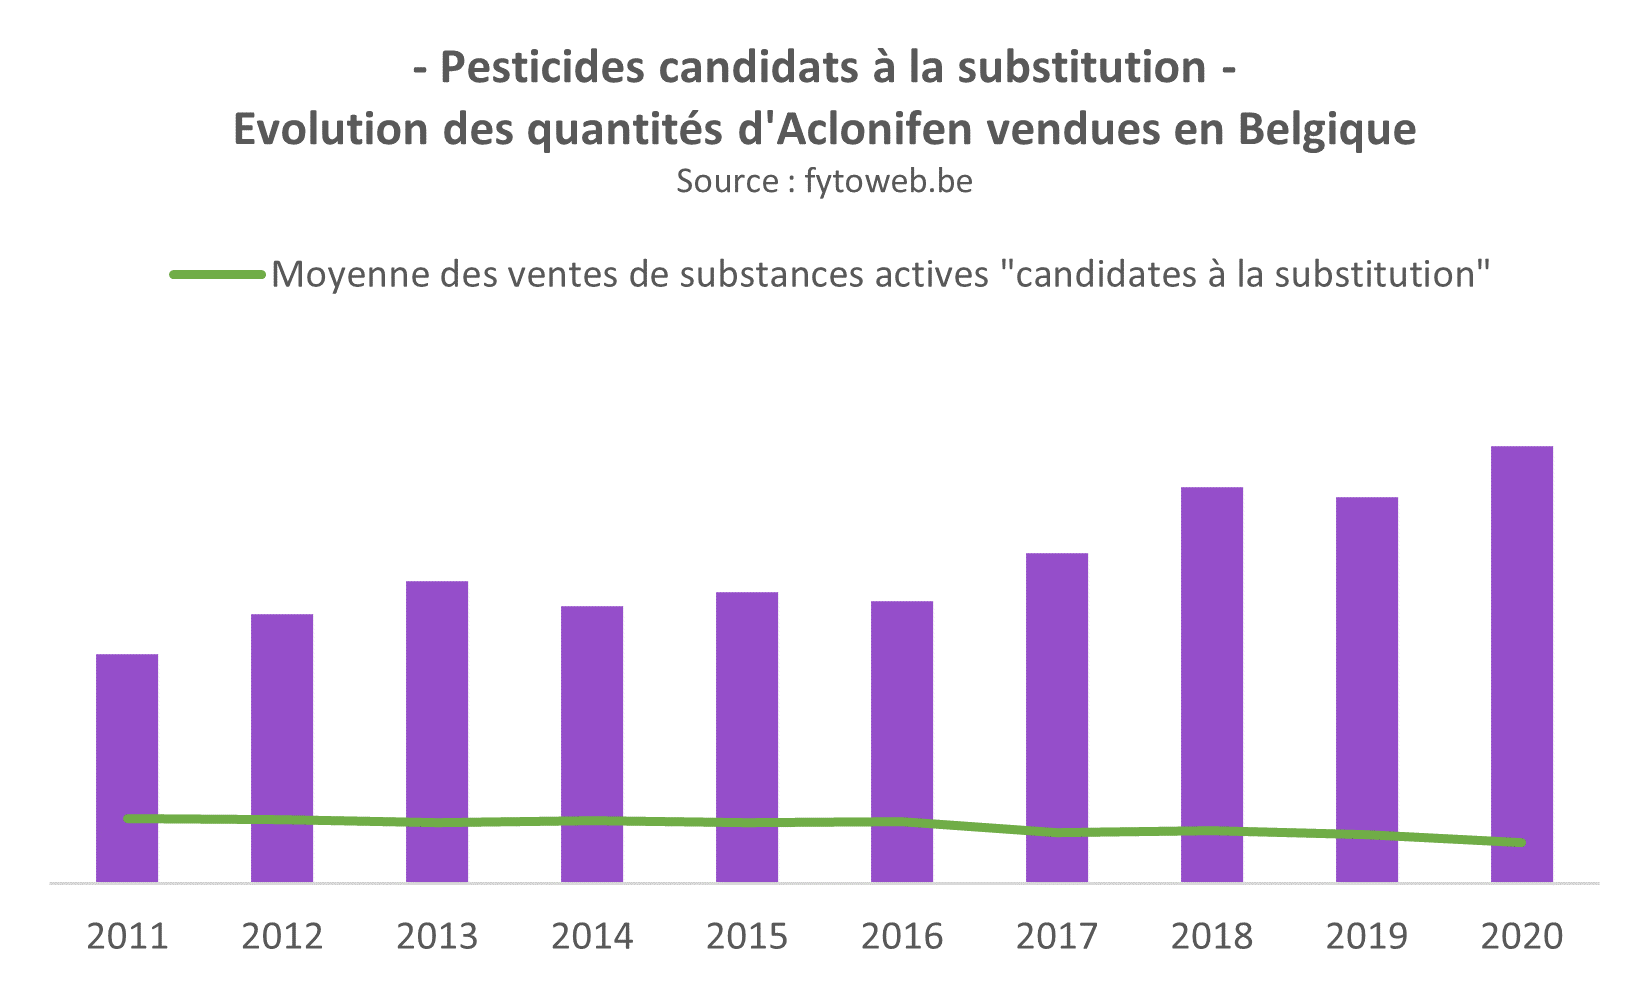 - Pesticides candidats à la substitution -
Evolution des quantités d'Aclonifen vendues en Belgique
Source : fytoweb.be
Moyenne des ventes de substances actives "candidates à la substitution"
2011 2012 2013 2014 2015 2016 2017 2018 2019 2020